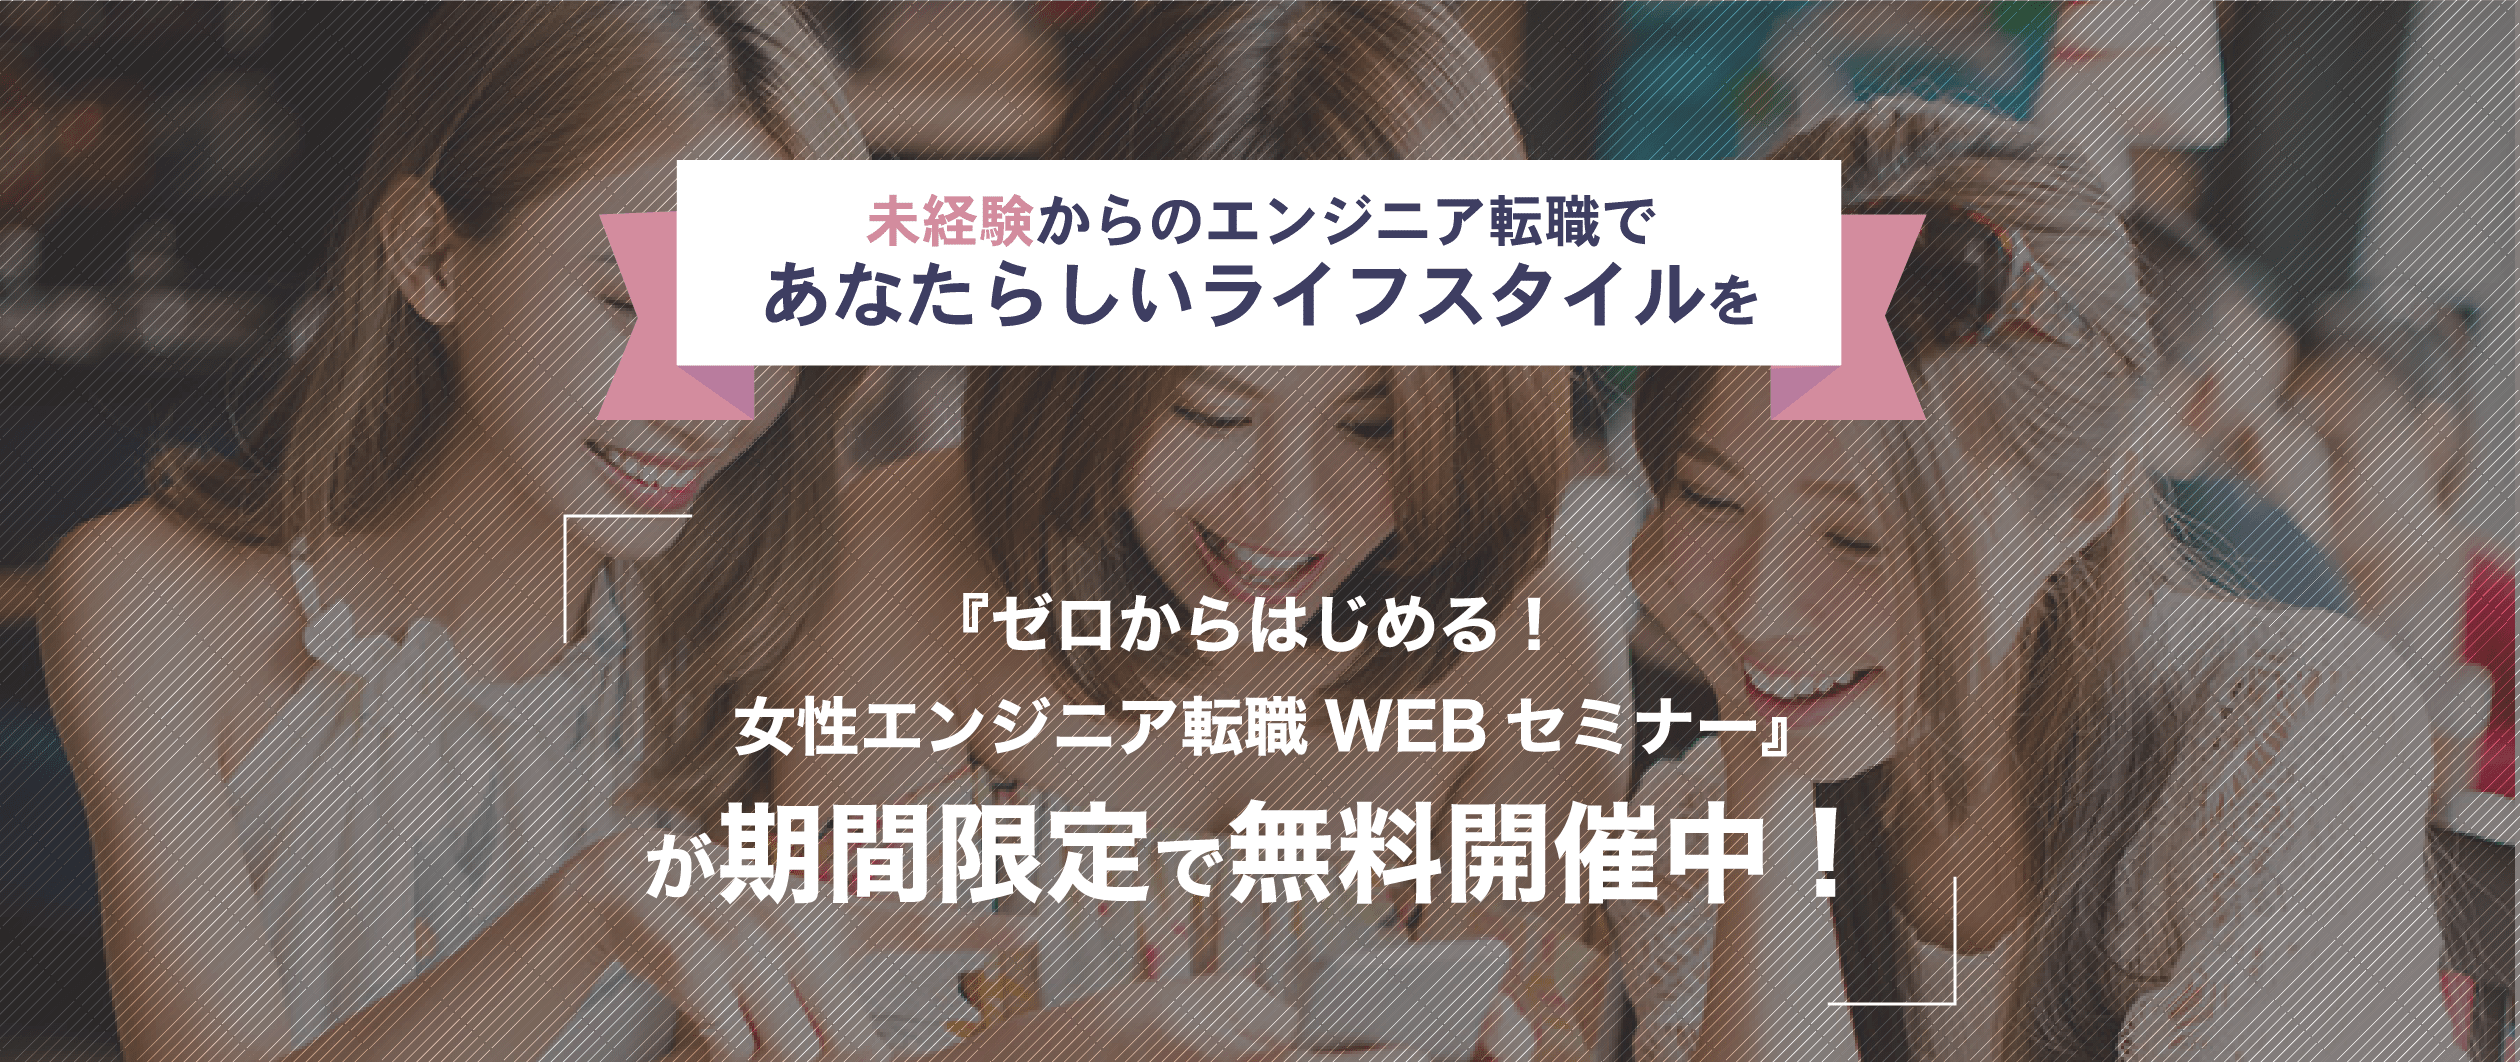 未経験からのエンジニア転職で
あなたらしいライフスタイルを
『ゼロからはじめる！
女性エンジニア転職 WEB セミナー』
が期間限定で無料開催中！